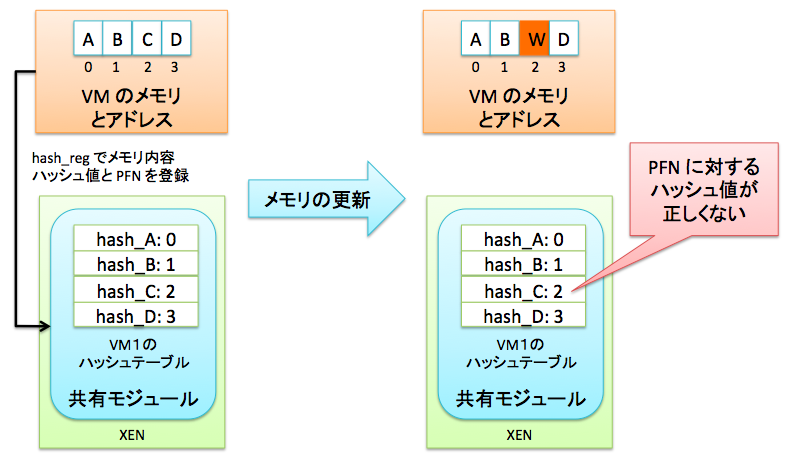 A B C D
0 1 2 3
VM のメモリ
とアドレス
hash_reg でメモリ内容
ハッシュ値と PFN を登録
hash_A: 0
hash_B: 1
hash_C: 2
hash_D: 3
VM1の
ハッシュテーブル
共有モジュール
XEN
メモリの更新
A B W D
0 1 2 3
VM のメモリ
とアドレス
PFN に対する
ハッシュ値が
正しくない
hash_A: 0
hash_B: 1
hash_C: 2
hash_D: 3
VM1の
ハッシュテーブル
共有モジュール
XEN